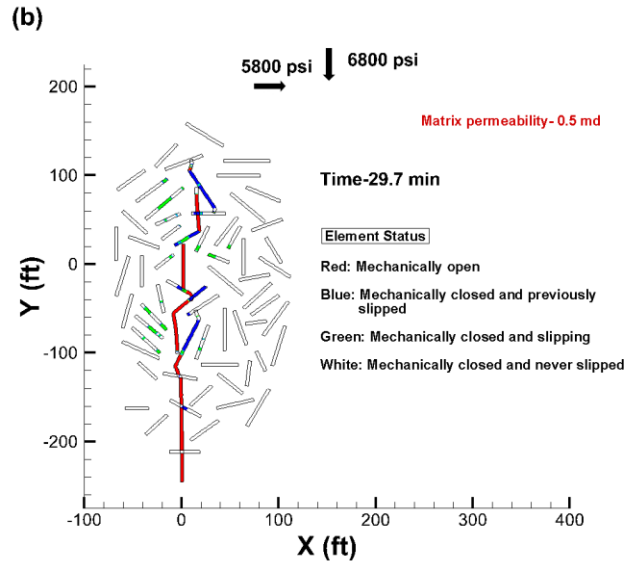 (b)
5800 psi
6800 psi
Matrix permeability- 0.5 md
Time-29.7 min
Element Status
Red: Mechanically open
Blue: Mechanically closed and previously
slipped
Green: Mechanically closed and slipping
White: Mechanically closed and never slipped
Y (ft)
200
100
0
-100
-200
-100
0
100
200
300
400
X (ft)